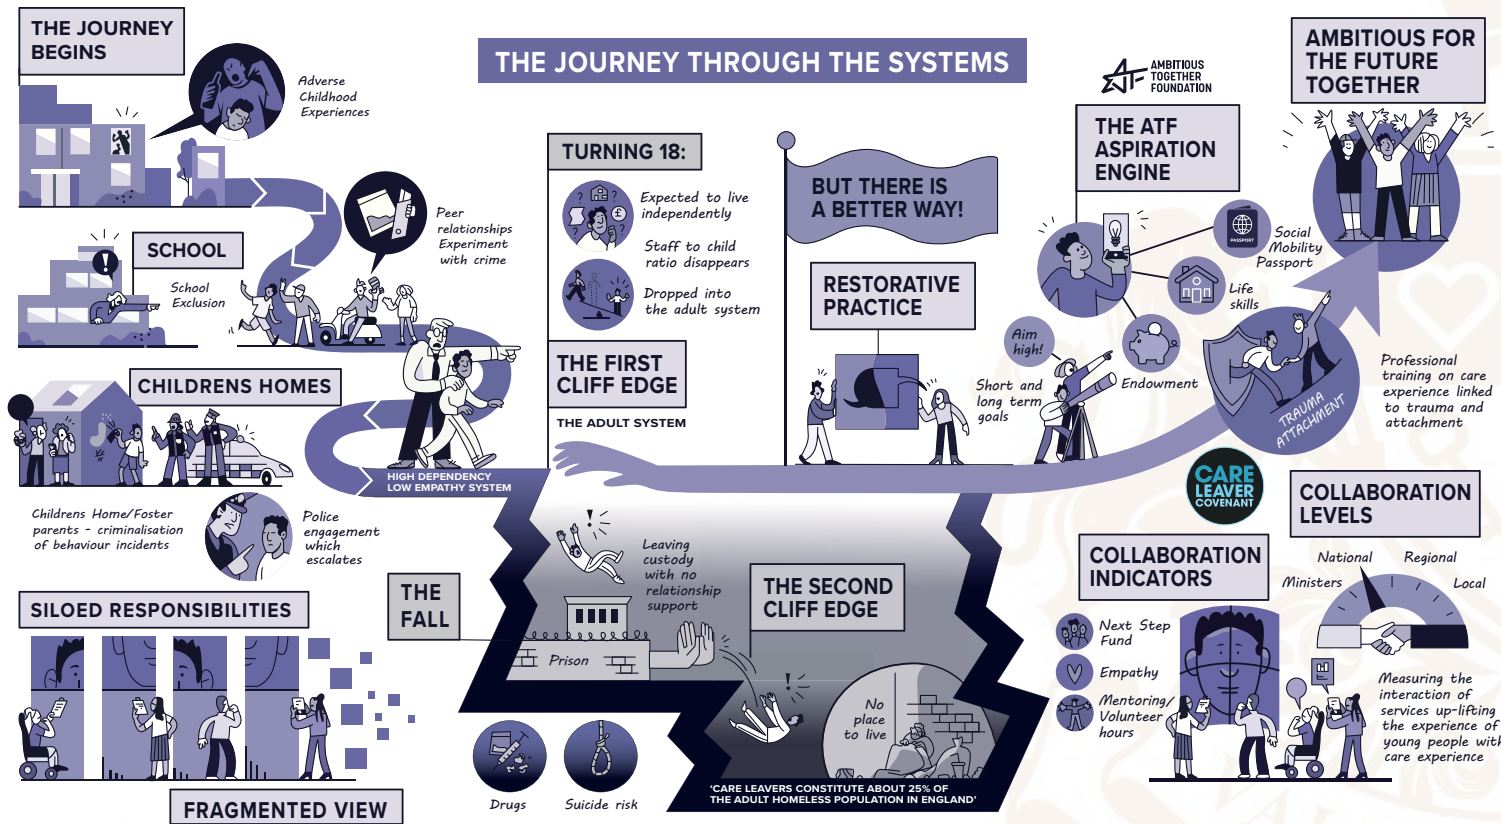 THE JOURNEY
BEGINS
Adverse
Childhood
Experiences
SCHOOL
School
Exclusion
Peer
relationships
Experiment
with crime
CHILDRENS HOMES
Childrens Home/Foster
parents - criminalisation
of behaviour incidents
Police
engagement
which
escalates
HIGH DEPENDENCY
LOW EMPATHY SYSTEM
SILOED RESPONSIBILITIES
FRAGMENTED VIEW
THE JOURNEY THROUGH THE SYSTEMS
TURNING 18:
Expected to live
independently
Staff to child
ratio disappears
Dropped into
the adult system
THE FIRST
CLIFF EDGE
THE ADULT SYSTEM
THE
FALL
Leaving
custody
with no
relationship
support
Prison
THE SECOND
CLIFF EDGE
No
place
to live
Drugs
Suicide risk
'CARE LEAVERS CONSTITUTE ABOUT 25% OF
THE ADULT HOMELESS POPULATION IN ENGLAND'
BUT THERE IS
A BETTER WAY!
RESTORATIVE
PRACTICE
AMBITIOUS
TOGETHER
FOUNDATION
THE ATF
ASPIRATION
ENGINE
PASSPORT
Social
Mobility
Passport
Life
skills
Endowment
Aim
high!
Short and
long term
goals
AMBITIOUS FOR
THE FUTURE
TOGETHER
TRAUMA
ATTACHMENT
Professional
training on care
experience linked
to trauma and
attachment
CARE
LEAVER
COVENANT
COLLABORATION
INDICATORS
Next Step
Fund
Empathy
Mentoring/
Volunteer
hours
COLLABORATION
LEVELS
National
Regional
Ministers
Local
Measuring the
interaction of
services up-lifting
the experience of
young people with
care experience